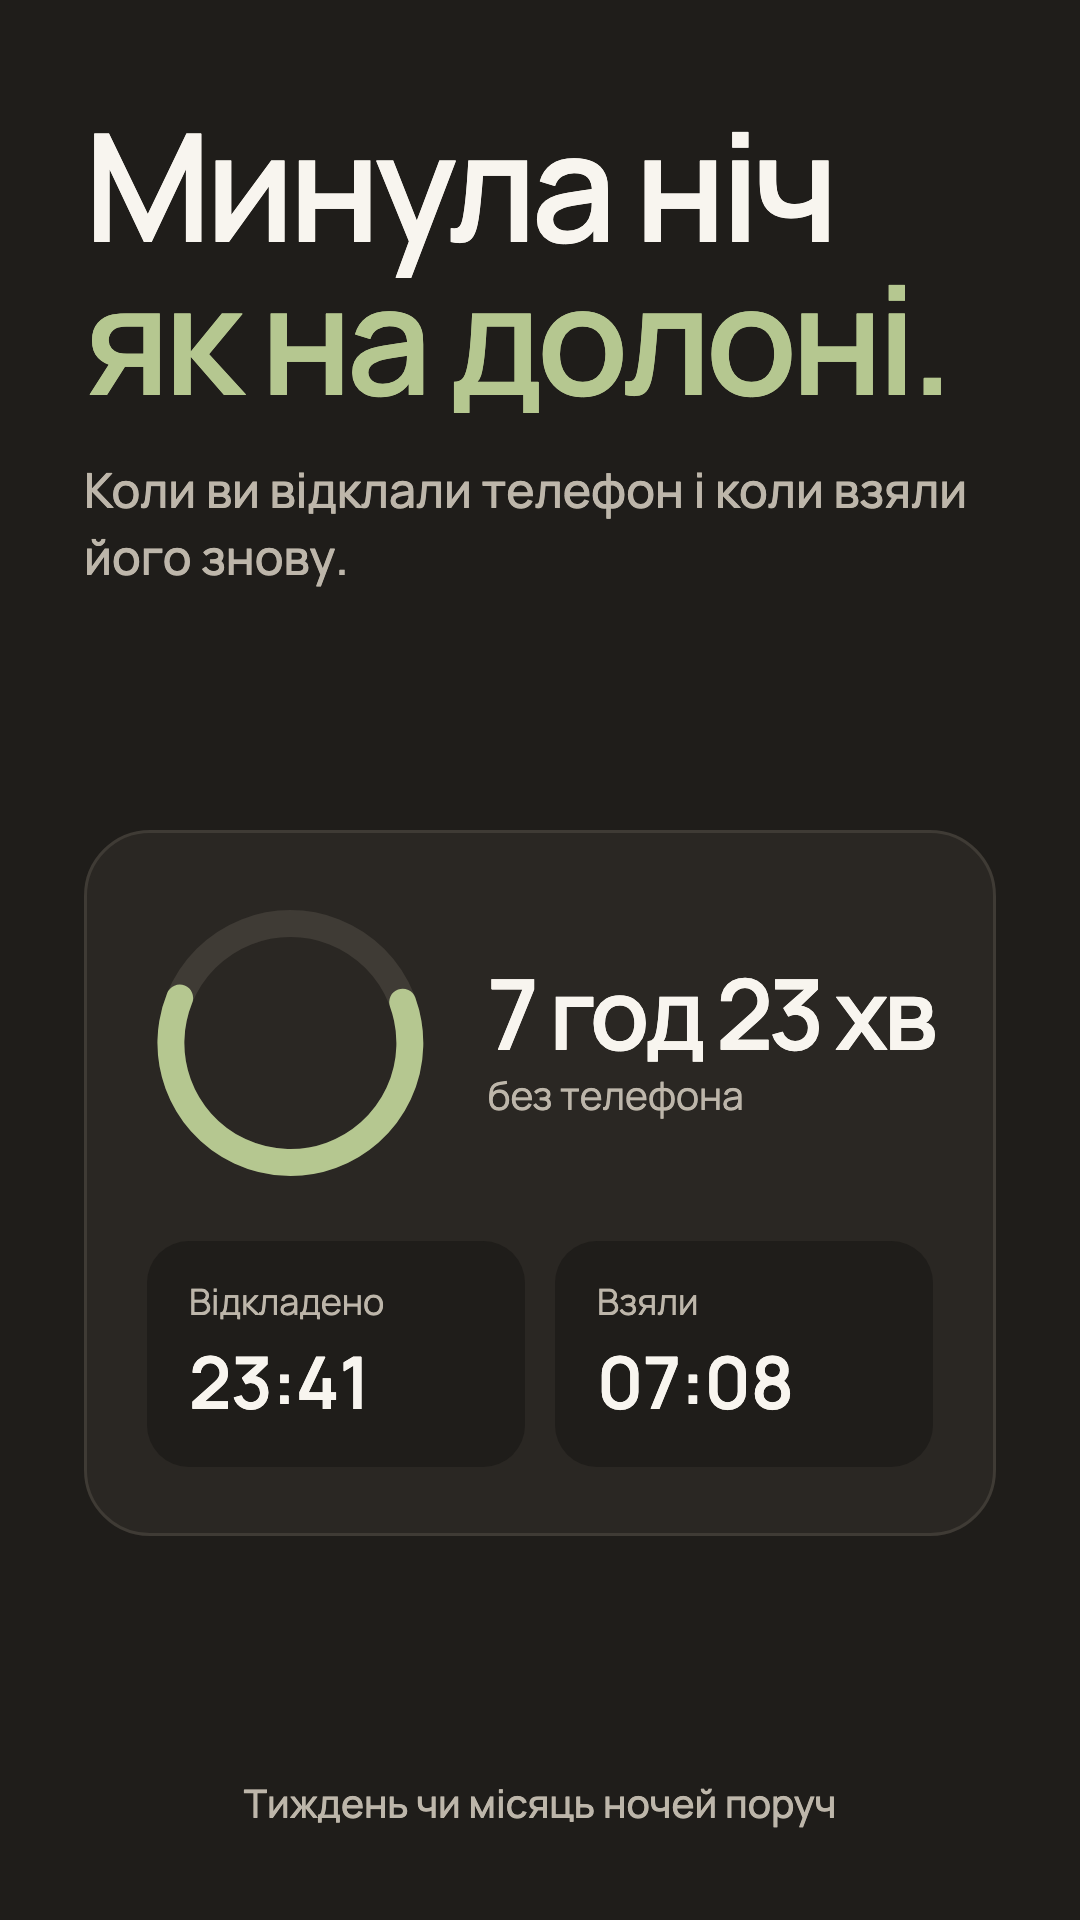 Минула ніч
як на долоні.
Коли ви відклали телефон і коли взяли
його знову.
7 год 23 хв
без телефона
Відкладено
23:41
Взяли
07:08
Тиждень чи місяць ночей поруч